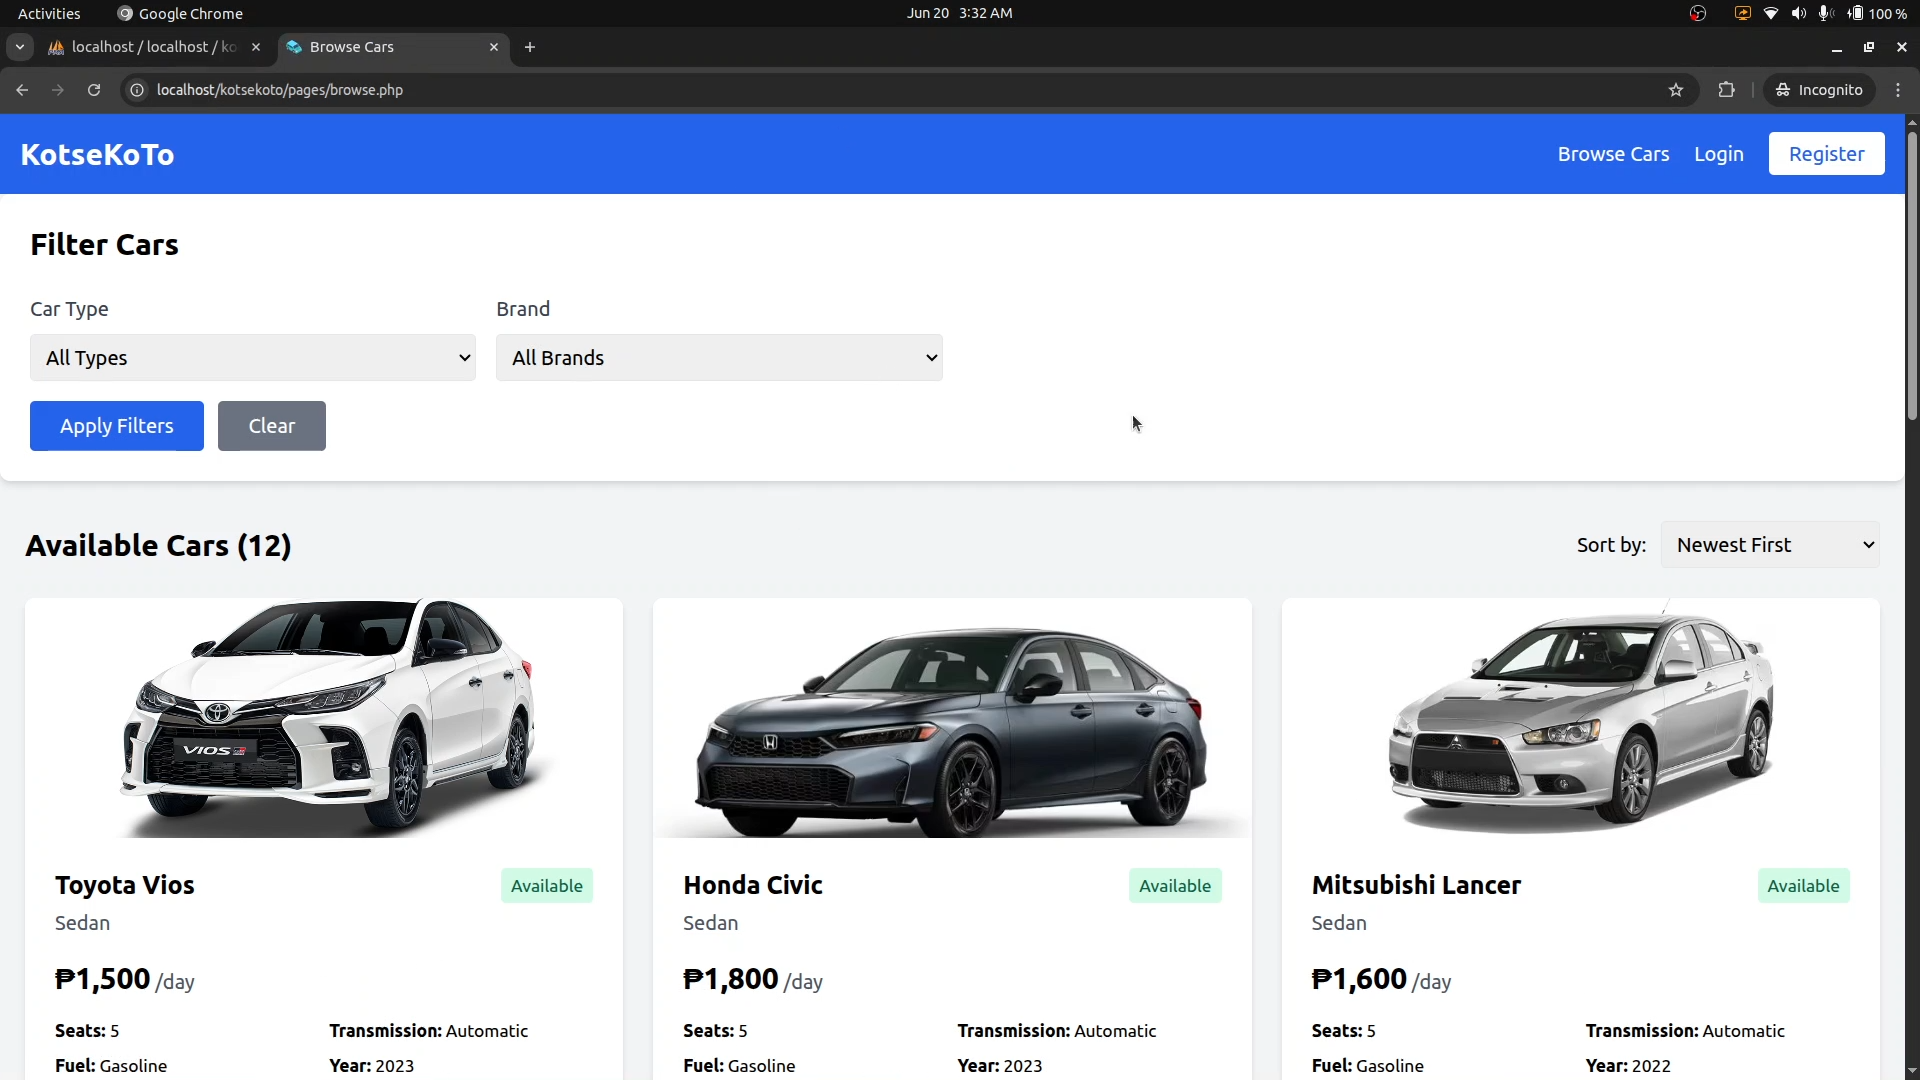 Activities
Google Chrome
Jun 20 3:32 AM
100 %
localhost / localhost / ko
Browse Cars
localhost/kotsekoto/pages/browse.php
Incognito
KotseKoTo
Browse Cars
Login
Register
Filter Cars
Car Type
Brand
All Types
All Brands
Apply Filters
Clear
Available Cars (12)
Sort by:
Newest First
VIOS
Toyota Vios
Available
Sedan
₱1,500 /day
Seats: 5
Transmission: Automatic
Fuel: Gasoline
Year: 2023
Honda Civic
Available
Sedan
₱1,800 /day
Seats: 5
Transmission: Automatic
Fuel: Gasoline
Year: 2023
Mitsubishi Lancer
Available
Sedan
₱1,600 /day
Seats: 5
Transmission: Automatic
Fuel: Gasoline
Year: 2022